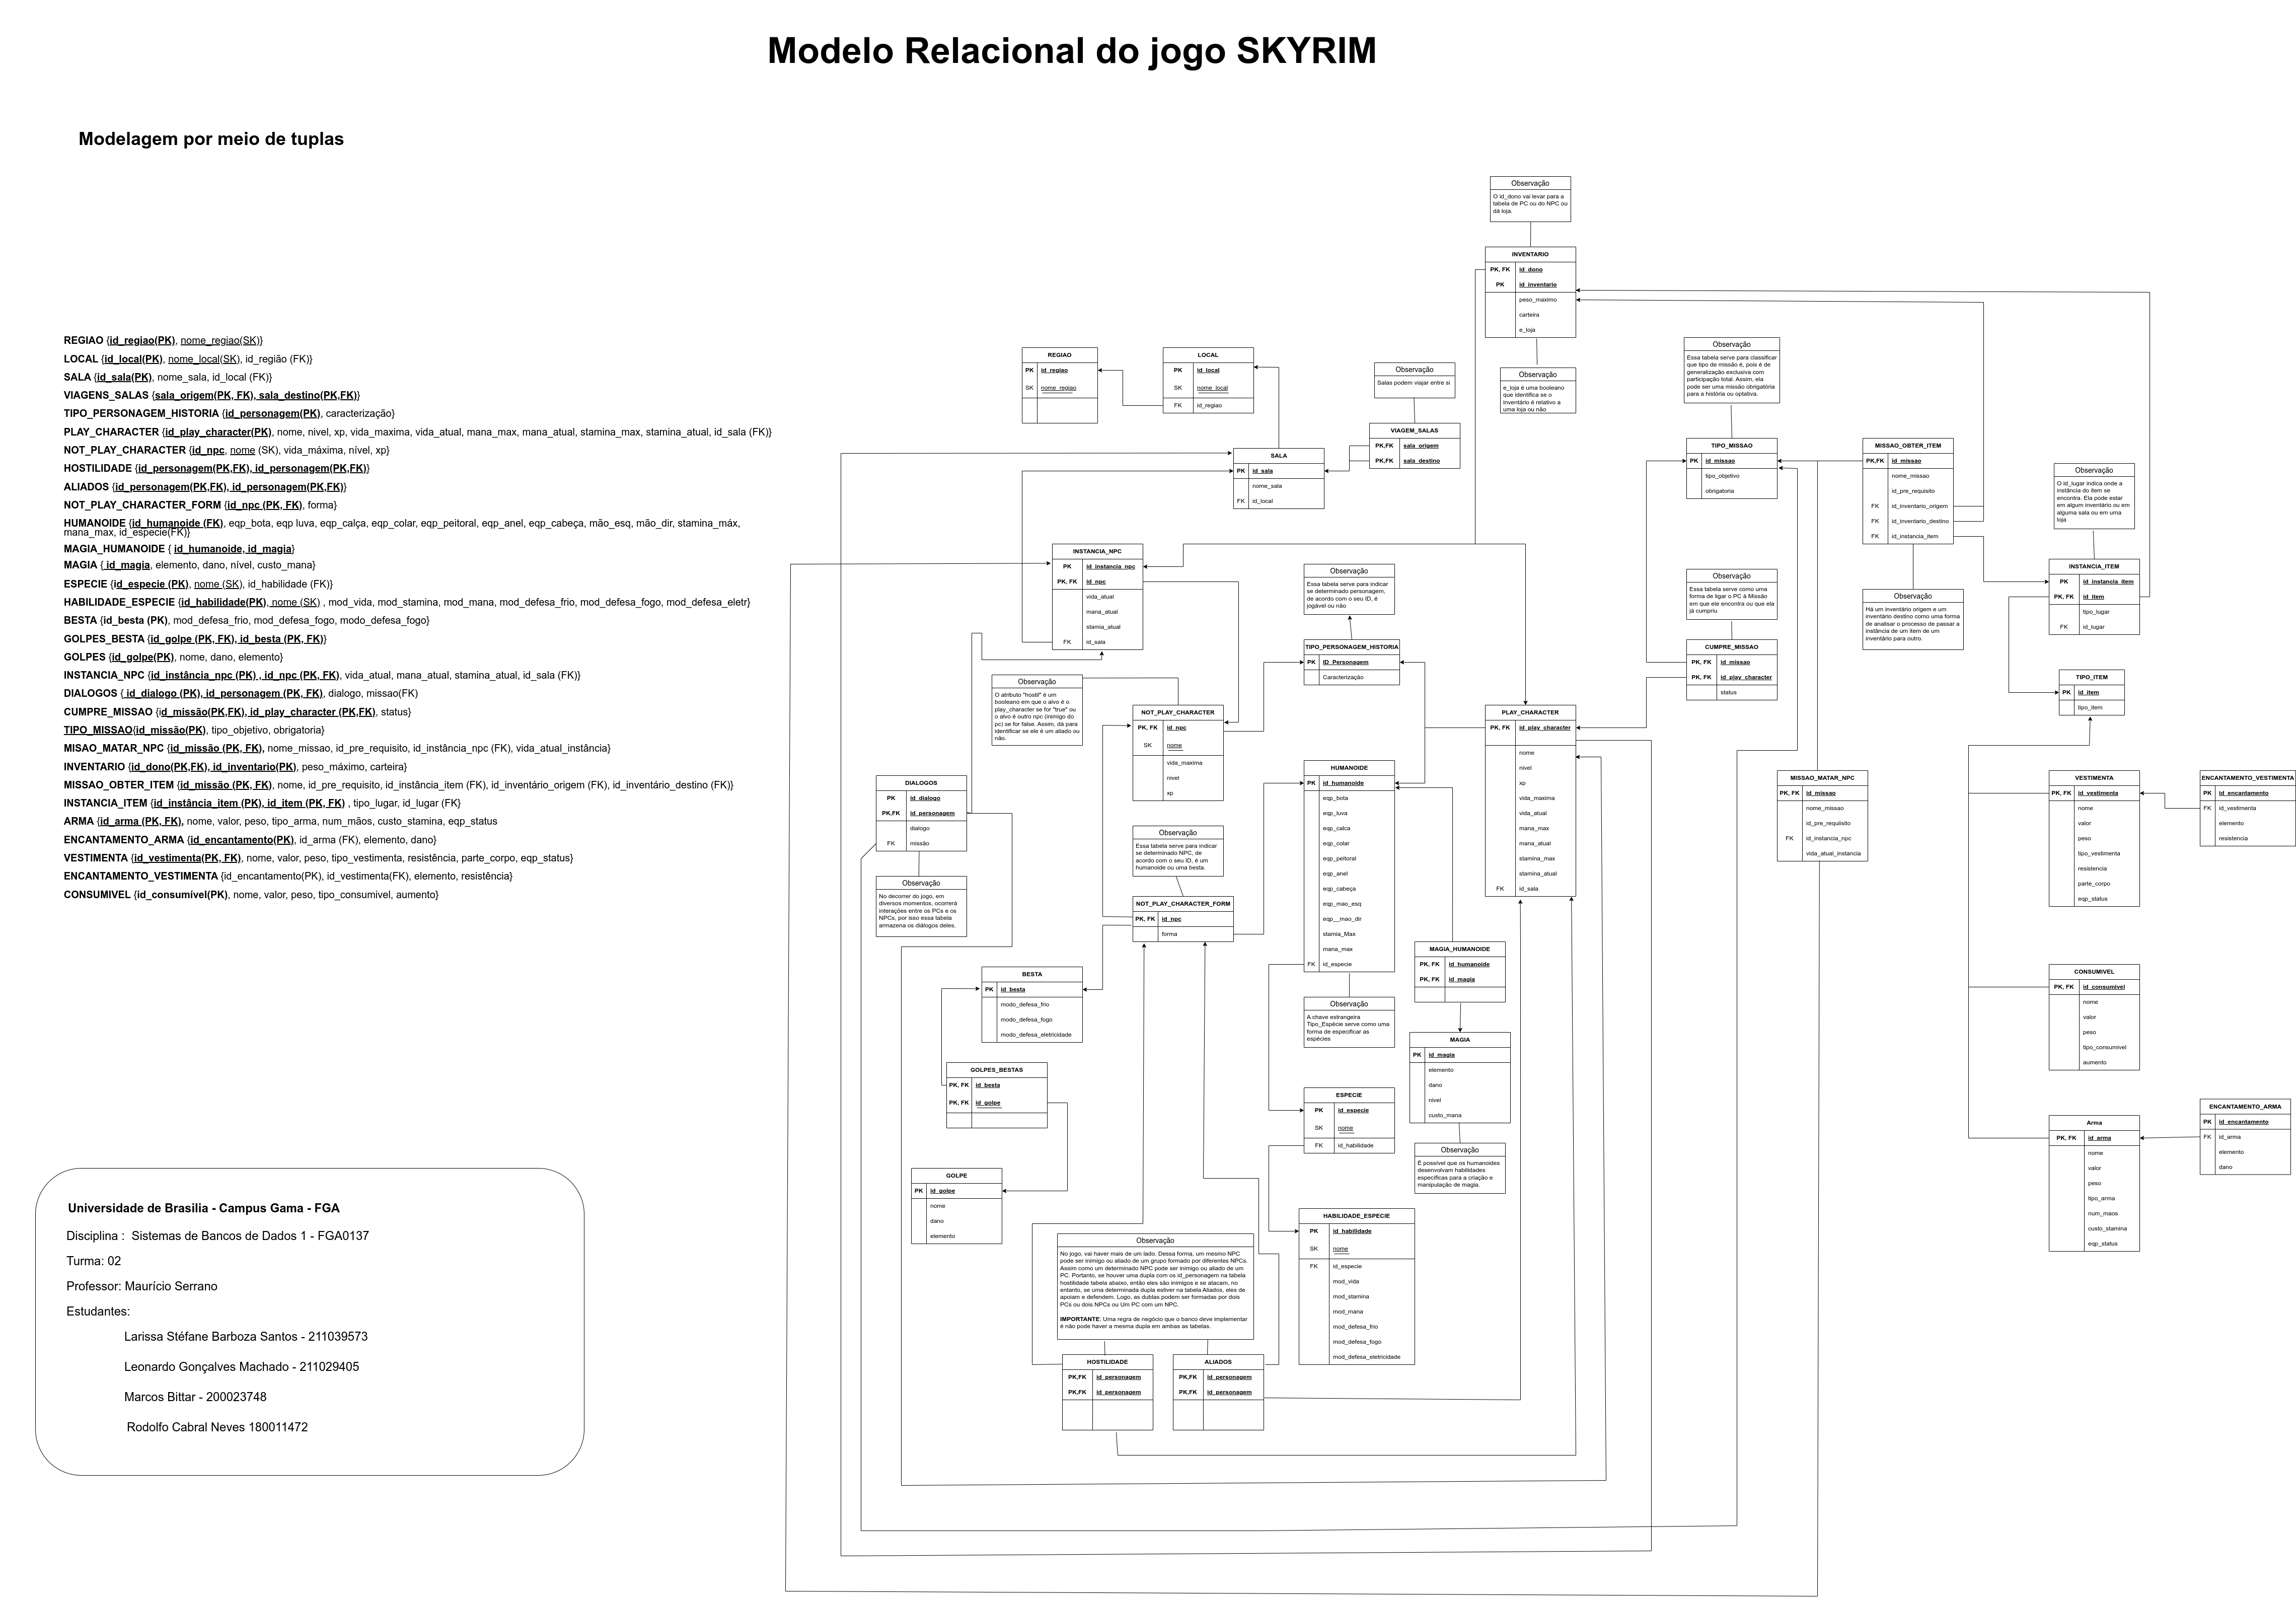 Modelo Relacional do jogo SKYRIM
Modelagem por meio de tuplas
REGIAO {id_regiao(PK), nome_regiao(SK)}
LOCAL {id_local(PK), nome_local(SK), id_região (FK)}
SALA {id_sala(PK), nome_sala, id_local (FK)}
VIAGENS_SALAS {sala_origem(PK, FK), sala_destino(PK,FK)}
TIPO_PERSONAGEM_HISTORIA {id_personagem(PK), caracterização}
PLAY_CHARACTER {id_play_character(PK), nome, nivel, xp, vida_maxima, vida_atual, mana_max, mana_atual, stamina_max, stamina_atual, id_sala (FK)}
NOT_PLAY_CHARACTER {id_npc, nome (SK), vida_máxima, nível, xp}
HOSTILIDADE {id_personagem(PK,FK), id_personagem(PK,FK)}
ALIADOS {id_personagem(PK,FK), id_personagem(PK,FK)}
NOT_PLAY_CHARACTER_FORM {id_npc (PK, FK), forma}
HUMANOIDE {id_humanoide (FK), eqp_bota, eqp luva, eqp_calça, eqp_colar, eqp_peitoral, eqp_anel, eqp_cabeça, mão_esq, mão_dir, stamina_máx,
mana_max, id_especie(FK)}
MAGIA_HUMANOIDE { id_humanoide, id_magia}
MAGIA { id_magia, elemento, dano, nível, custo_mana}
ESPECIE {id_especie (PK), nome (SK), id_habilidade (FK)}
HABILIDADE_ESPECIE {id_habilidade(PK), nome (SK) , mod_vida, mod_stamina, mod_mana, mod_defesa_frio, mod_defesa_fogo, mod_defesa_eletr}
BESTA {id_besta (PK), mod_defesa_frio, mod_defesa_fogo, modo_defesa_fogo}
GOLPES_BESTA {id_golpe (PK, FK), id_besta (PK, FK)}
GOLPES {id_golpe(PK), nome, dano, elemento}
INSTANCIA_NPC {id_instância_npc (PK) , id_npc (PK, FK), vida_atual, mana_atual, stamina_atual, id_sala (FK)}
DIALOGOS { id_dialogo (PK), id_personagem (PK, FK), dialogo, missao(FK)
CUMPRE_MISSAO {id_missão(PK,FK), id_play_character (PK,FK), status}
TIPO_MISSAO{id_missão(PK), tipo_objetivo, obrigatoria}
MISAO_MATAR_NPC {id_missão (PK, FK), nome_missao, id_pre_requisito, id_instância_npc (FK), vida_atual_instância}
INVENTARIO {id_dono(PK,FK), id_inventario(PK), peso_máximo, carteira}
MISSAO_OBTER_ITEM {id_missão (PK, FK), nome, id_pre_requisito, id_instância_item (FK), id_inventário_origem (FK), id_inventário_destino (FK)}
INSTANCIA_ITEM {id_instância_item (PK), id_item (PK, FK) , tipo_lugar, id_lugar (FK}
ARMA {id_arma (PK, FK), nome, valor, peso, tipo_arma, num_mãos, custo_stamina, eqp_status
ENCANTAMENTO_ARMA {id_encantamento(PK), id_arma (FK), elemento, dano}
VESTIMENTA {id_vestimenta(PK, FK), nome, valor, peso, tipo_vestimenta, resistência, parte_corpo, eqp_status}
ENCANTAMENTO_VESTIMENTA {id_encantamento(PK), id_vestimenta(FK), elemento, resistência}
CONSUMIVEL {id_consumível(PK), nome, valor, peso, tipo_consumivel, aumento}
Universidade de Brasilia - Campus Gama - FGA
Disciplina : Sistemas de Bancos de Dados 1 - FGA0137
Turma: 02
Professor: Maurício Serrano
Estudantes:
Larissa Stéfane Barboza Santos - 211039573
Leonardo Gonçalves Machado - 211029405
Marcos Bittar - 200023748
Rodolfo Cabral Neves 180011472
Observação
O id_dono vai levar para a
tabela de PC ou do NPC ou
dá loja.
INVENTARIO
PK, FK id_dono
PK id_inventario
peso_maximo
carteira
e_loja
Observação
e_loja é uma booleano
que identifica se o
inventário é relativo a
uma loja ou não
REGIAO
PK id_regiao
SK nome_regiao
LOCAL
PK id_local
SK nome_local
FK id_regiao
Observação
Salas podem viajar entre si
VIAGEM_SALAS
PK,FK sala_origem
PK,FK sala_destino
SALA
PK id_sala
nome_sala
FK id_local
Observação
Essa tabela serve para classificar
que tipo de missão é, pois é de
generalização exclusiva com
participação total. Assim, ela
pode ser uma missão obrigatória
para a história ou optativa.
TIPO_MISSAO
PK id_missao
tipo_objetivo
obrigatoria
MISSAO_OBTER_ITEM
PK,FK id_missao
nome_missao
id_pre_requisito
FK id_inventario_origem
FK id_inventario_destino
FK id_instancia_item
Observação
Há um inventário origem e um
inventário destino como uma forma
de analisar o processo de passar a
instância de um item de um
inventário para outro.
Observação
O id_lugar indica onde a
instância do item se
encontra. Ela pode estar
em algum inventário ou em
alguma sala ou em uma
loja
INSTANCIA_ITEM
PK id_instancia_item
PK, FK id_item
tipo_lugar
FK id_lugar
Observação
Essa tabela serve como uma
forma de ligar o PC à Missão
em que ele encontra ou que ela
já cumpriu
CUMPRE_MISSAO
PK, FK id_missao
PK, FK id_play_character
status
TIPO_ITEM
PK id_item
tipo_item
INSTANCIA_NPC
PK id_instancia_npc
PK, FK id_npc
vida_atual
mana_atual
stamia_atual
FK id_sala
Observação
Essa tabela serve para indicar
se determinado personagem,
de acordo com o seu ID, é
jogável ou não
TIPO_PERSONAGEM_HISTORIA
PK ID_Personagem
Caracterização
Observação
O atributo "hostil" é um
booleano em que o alvo é o
play_character se for "true" ou
o alvo é outro npc (inimigo do
pc) se for false. Assim, dá para
identificar se ele é um aliado ou
não.
NOT_PLAY_CHARACTER
PK, FK id_npc
SK nome
vida_maxima
nivel
xp
PLAY_CHARACTER
PK, FK id_play_character
nome
nivel
xp
vida_maxima
vida_atual
mana_max
mana_atual
stamina_max
stamina_atual
FK id_sala
HUMANOIDE
PK id_humanoide
eqp_bota
eqp_luva
eqp_calca
eqp_colar
eqp_peitoral
eqp_anel
eqp_cabeça
eqp_mao_esq
eqp__mao_dir
stamia_Max
mana_max
FK id_especie
Observação
A chave estrangeira
Tipo_Espécie serve como uma
forma de especificar as
espécies
DIALOGOS
PK id_dialogo
PK,FK id_personagem
dialogo
FK missão
Observação
No decorrer do jogo, em
diversos momentos, ocorrerá
interações entre os PCs e os
NPCs, por isso essa tabela
armazena os diálogos deles.
Observação
Essa tabela serve para indicar
se determinado NPC, de
acordo com o seu ID, é um
humanoide ou uma besta.
NOT_PLAY_CHARACTER_FORM
PK, FK id_npc
forma
MISSAO_MATAR_NPC
PK, FK id_missao
nome_missao
id_pre_requiisito
FK id_instancia_npc
vida_atual_instancia
VESTIMENTA
PK, FK id_vestimenta
nome
valor
peso
tipo_vestimenta
resistencia
parte_corpo
eqp_status
ENCANTAMENTO_VESTIMENTA
PK id_encantamento
FK id_vestimenta
elemento
resistencia
BESTA
PK id_besta
modo_defesa_frio
modo_defesa_fogo
modo_defesa_eletricidade
MAGIA_HUMANOIDE
PK, FK id_humanoide
PK, FK id_magia
MAGIA
PK id_magia
elemento
dano
nivel
custo_mana
Observação
É possível que os humanoides
desenvolvam habilidades
específicas para a criação e
manipulação de magia.
CONSUMIVEL
PK, FK id_consumivel
nome
valor
peso
tipo_consumivel
aumento
GOLPES_BESTAS
PK, FK id_besta
PK, FK id_golpe
ESPECIE
PK id_especie
SK nome
FK id_habilidade
Arma
PK, FK id_arma
nome
valor
peso
tipo_arma
num_maos
custo_stamina
eqp_status
ENCANTAMENTO_ARMA
PK id_encantamento
FK id_arma
elemento
dano
GOLPE
PK id_golpe
nome
dano
elemento
HABILIDADE_ESPECIE
PK id_habilidade
SK nome
FK id_especie
mod_vida
mod_stamina
mod_mana
mod_defesa_frio
mod_defesa_fogo
mod_defesa_eletricidade
Observação
No jogo, vai haver mais de um lado. Dessa forma, um mesmo NPC
pode ser inimigo ou aliado de um grupo formado por diferentes NPCs.
Assim como um determinado NPC pode ser inimigo ou aliado de um
PC. Portanto, se houver uma dupla com os id_personagem na tabela
hostilidade tabela abaixo, então eles são inimigos e se atacam, no
entanto, se uma determinada dupla estiver na tabela Aliados, eles de
apoiam e defendem. Logo, as dublas podem ser formadas por dois
PCs ou dois NPCs ou Um PC com um NPC.
IMPORTANTE: Uma regra de negócio que o banco deve implementar
é não pode haver a mesma dupla em ambas as tabelas.
HOSTILIDADE
PK,FK id_personagem
PK,FK id_personagem
ALIADOS
PK,FK id_personagem
PK,FK id_personagem